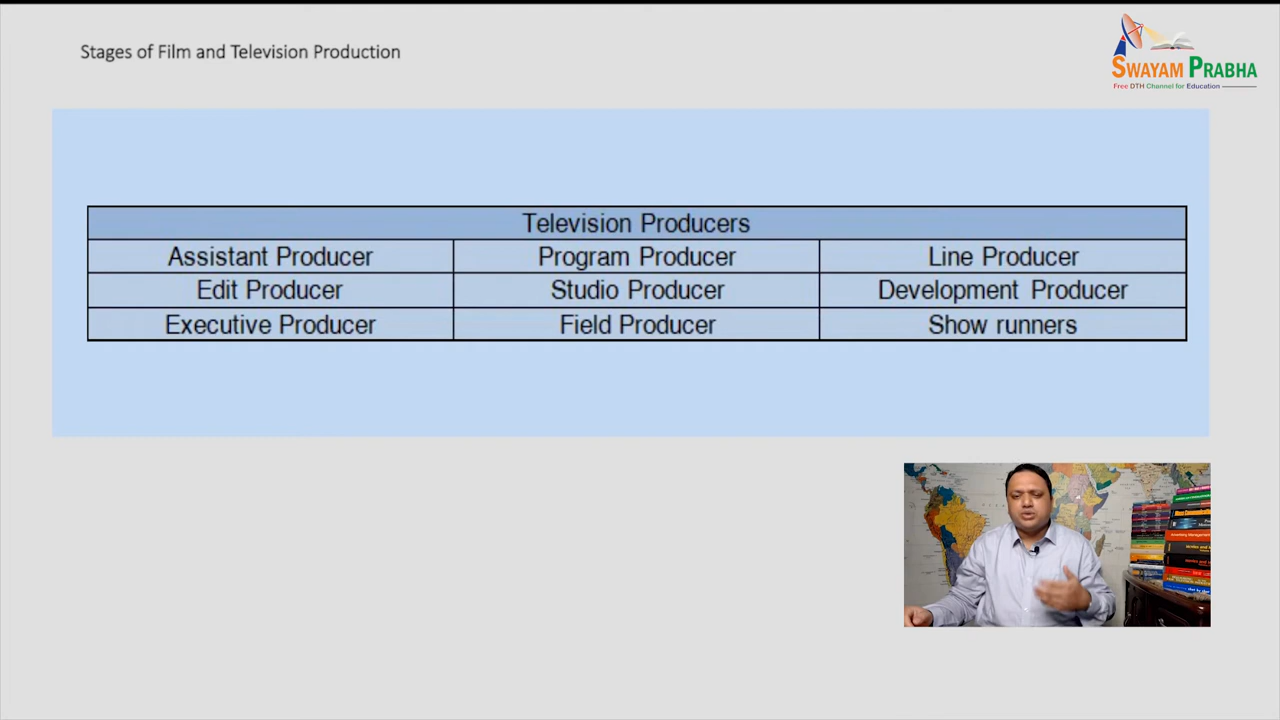 Stages of Film and Television Production
SWAYAM PRABHA
Free DTH Channel for Education
Television Producers
Assistant Producer Program Producer Line Producer
Edit Producer Studio Producer Development Producer
Executive Producer Field Producer Show runners